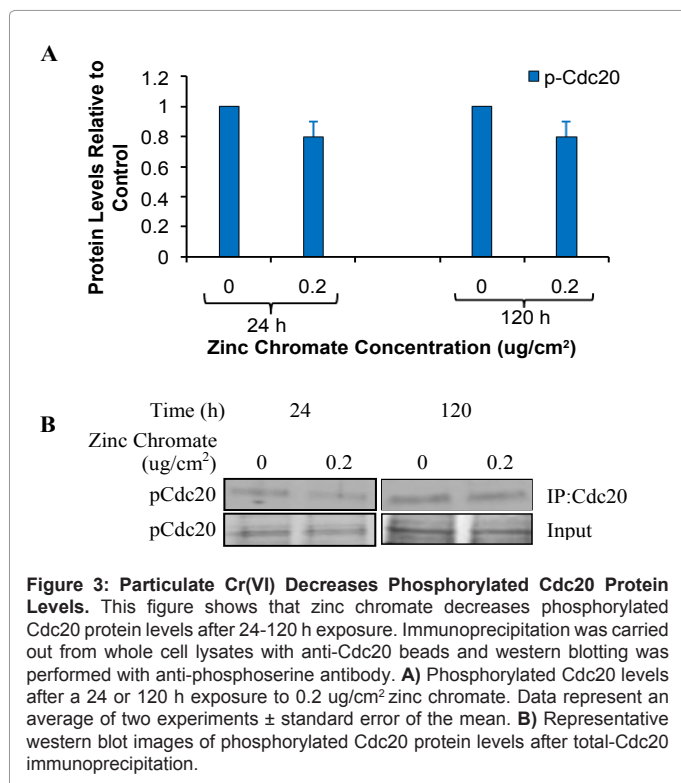 A
Protein Levels Relative to
Control
1.2
1
0.8
0.6
0.4
0.2
0
p-Cdc20
0 0.2 0 0.2
24 h 120 h
Zinc Chromate Concentration (ug/cm²)
B
Time (h) 24 120
Zinc Chromate
(ug/cm²) 0 0.2 0 0.2
pCdc20 IP:Cdc20
pCdc20 Input
Figure 3: Particulate Cr(VI) Decreases Phosphorylated Cdc20 Protein
Levels. This figure shows that zinc chromate decreases phosphorylated
Cdc20 protein levels after 24-120 h exposure. Immunoprecipitation was carried
out from whole cell lysates with anti-Cdc20 beads and western blotting was
performed with anti-phosphoserine antibody. A) Phosphorylated Cdc20 levels
after a 24 or 120 h exposure to 0.2 ug/cm² zinc chromate. Data represent an
average of two experiments ± standard error of the mean. B) Representative
western blot images of phosphorylated Cdc20 protein levels after total-Cdc20
immunoprecipitation.